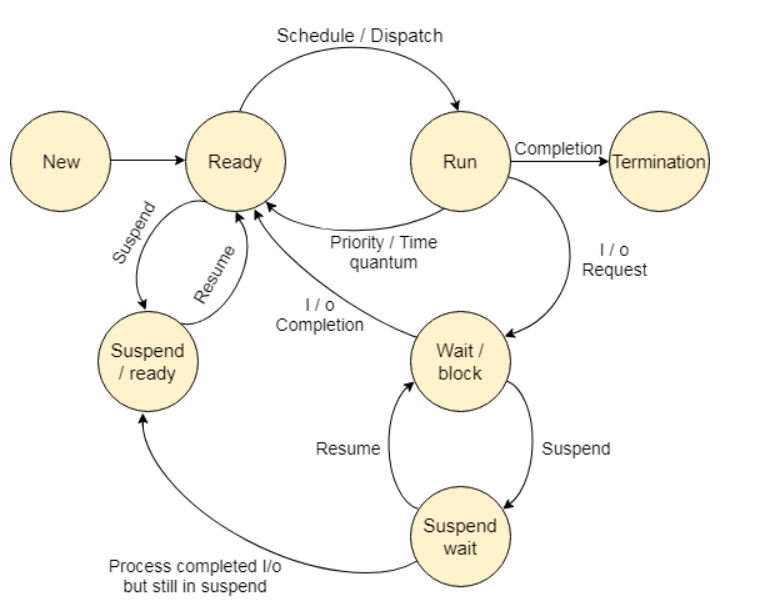 Schedule / Dispatch
New
Ready
Run
Completion
Termination
Suspend
Resume
Priority / Time
quantum
I / o
Request
I / o
Completion
Suspend
/ ready
Wait /
block
Resume
Suspend
Suspend
wait
Process completed I/o
but still in suspend